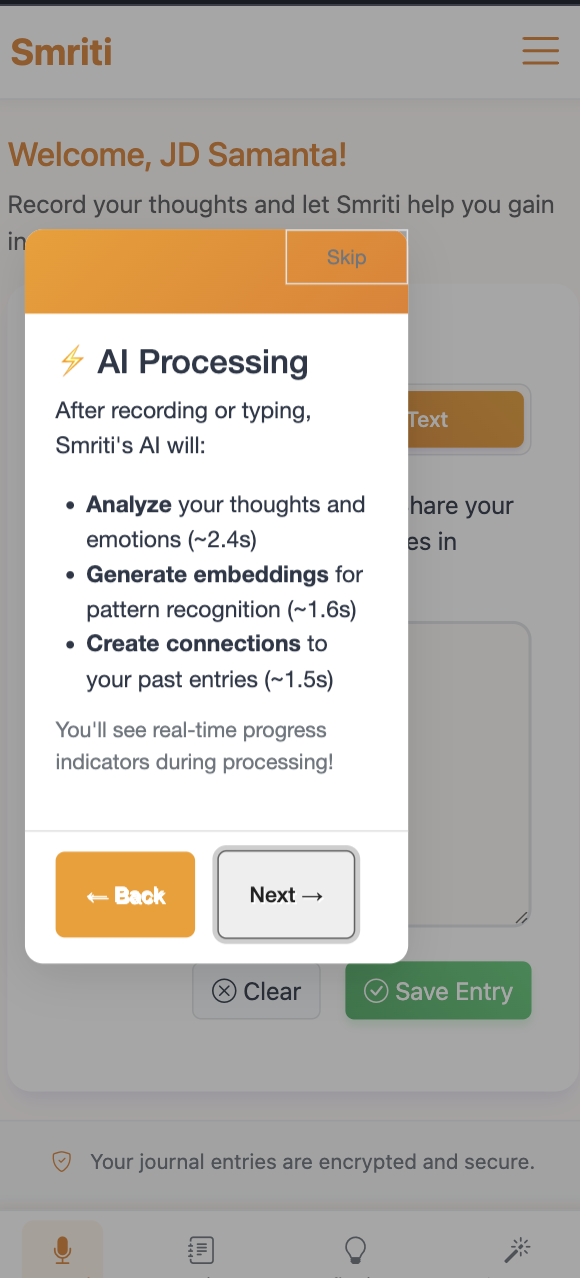 Smriti
Welcome, JD Samanta!
Record your thoughts and let Smriti help you gain
in
Skip
⚡ AI Processing
After recording or typing,
Smriti's AI will:
• Analyze your thoughts and
emotions (~2.4s)
• Generate embeddings for
pattern recognition (~1.6s)
• Create connections to
your past entries (~1.5s)
You'll see real-time progress
indicators during processing!
← Back
Next →
Text
hare your
es in
Clear
Save Entry
Your journal entries are encrypted and secure.